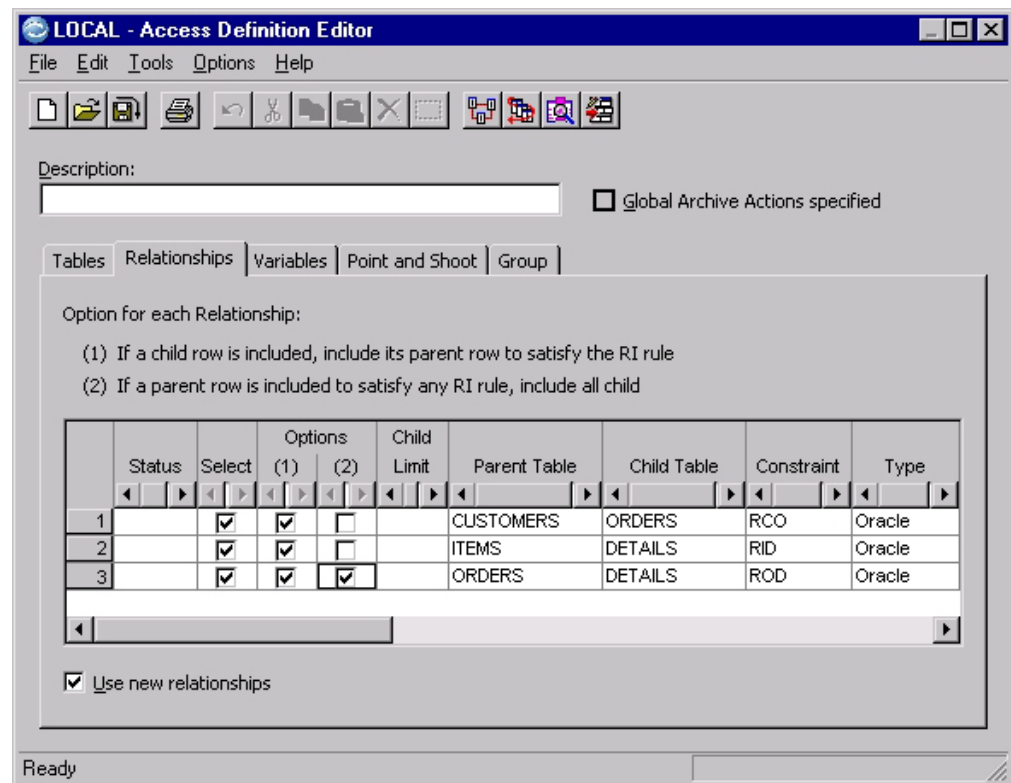 LOCAL - Access Definition Editor
File Edit Tools Options Help
Description:
Global Archive Actions specified
Tables Relationships Variables Point and Shoot Group
Option for each Relationship:
(1) If a child row is included, include its parent row to satisfy the RI rule
(2) If a parent row is included to satisfy any RI rule, include all child
Options Child
Status Select (1) (2) Limit Parent Table Child Table Constraint Type
1 CUSTOMERS ORDERS RCO Oracle
2 ITEMS DETAILS RID Oracle
3 ORDERS DETAILS ROD Oracle
Use new relationships
Ready